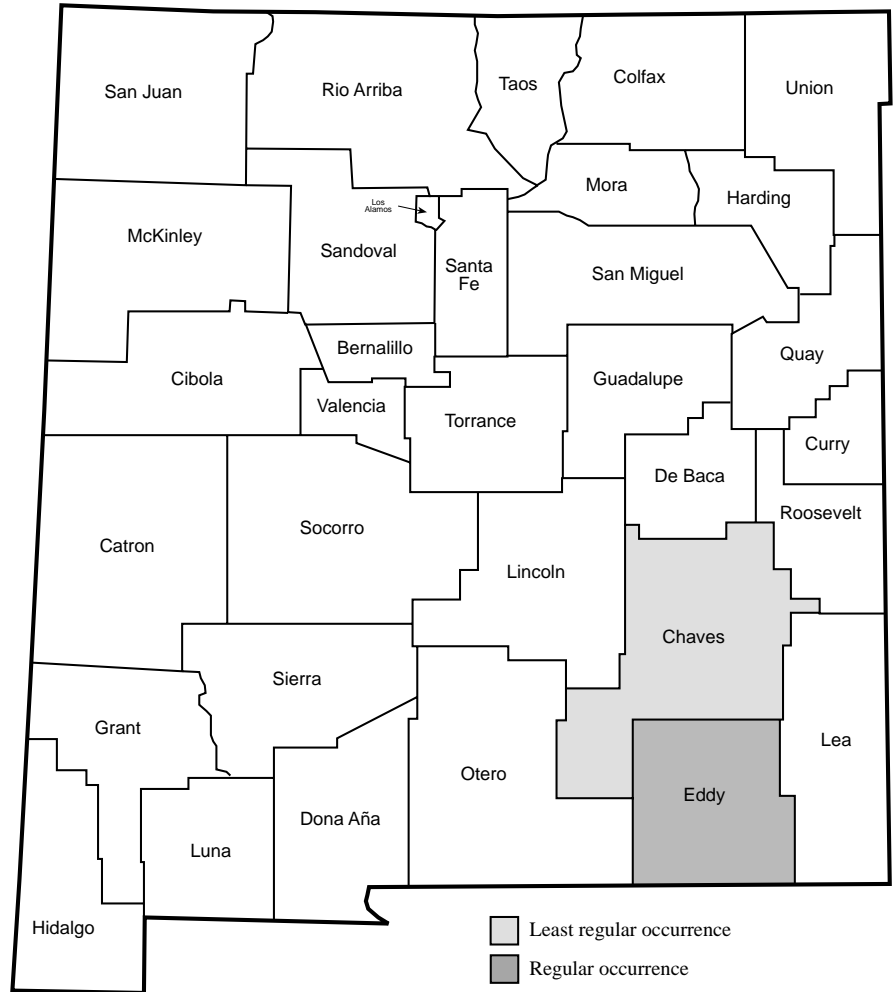 San Juan
Rio Arriba
Taos
Colfax
Union
Mora
Harding
Los
Alamos
McKinley
Sandoval
Santa
Fe
San Miguel
Bernalillo
Quay
Cibola
Guadalupe
Valencia
Torrance
Curry
De Baca
Roosevelt
Socorro
Catron
Lincoln
Chaves
Sierra
Grant
Lea
Otero
Eddy
Dona Aña
Luna
Hidalgo
Least regular occurrence
Regular occurrence